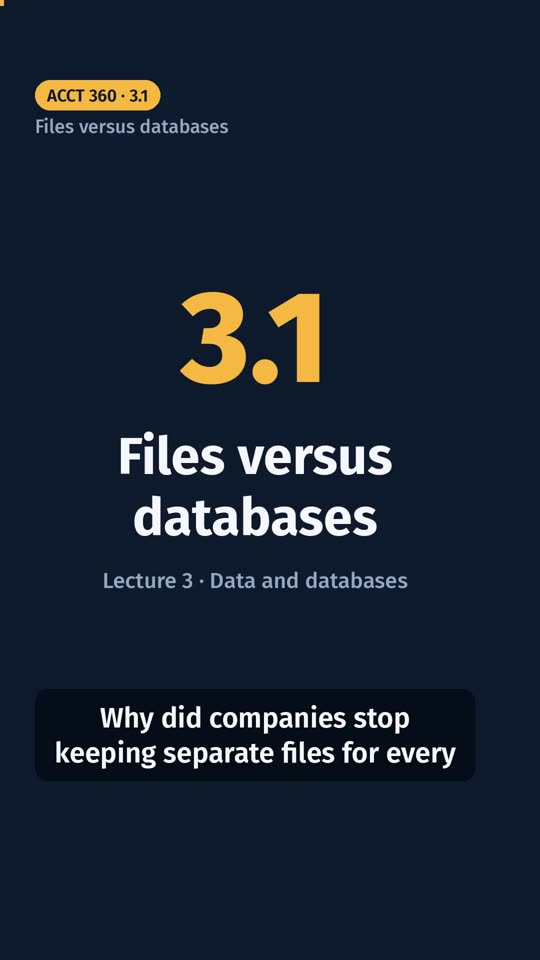 ACCT 360 · 3.1
Files versus databases
3.1
Files versus
databases
Lecture 3 · Data and databases
Why did companies stop
keeping separate files for every